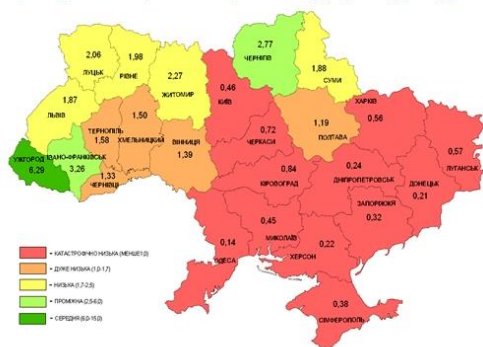 2,06
ЛУЦЬК
1,98
РІВНЕ
2,27
ЖИТОМИР
2,77
ЧЕРНІГІВ
1,88
СУМИ
0,46
КИЇВ
1,87
ЛЬВІВ
ТЕРНОПІЛЬ
1,58
1,50
ХМЕЛЬНИЦЬКИЙ
ВІННИЦЯ
1,39
0,72
ЧЕРКАСИ
1,19
ПОЛТАВА
ХАРКІВ
0,56
0,57
ЛУГАНСЬК
УЖГОРОД
6,29
ІВАНО-ФРАНКІВСЬК
3,26
1,33
ЧЕРНІВЦІ
0,84
КІРОВОГРАД
0,24
ДНІПРОПЕТРОВСЬК
ДОНЕЦЬК
0,21
ЗАПОРІЖЖЯ
0,32
0,45
МИКОЛАЇВ
0,14
ОДЕСА
0,22
ХЕРСОН
0,38
СІМФЕРОПОЛЬ
- КАТАСТРОФІЧНО НИЗЬКА (МЕНШЕ1,0)
- ДУЖЕ НИЗЬКА (1,0-1,7)
- НИЗЬКА (1,7-2,5)
- ПРОМІЖНА (2,5-6,0)
- СЕРЕДНЯ (6,0-15,0)